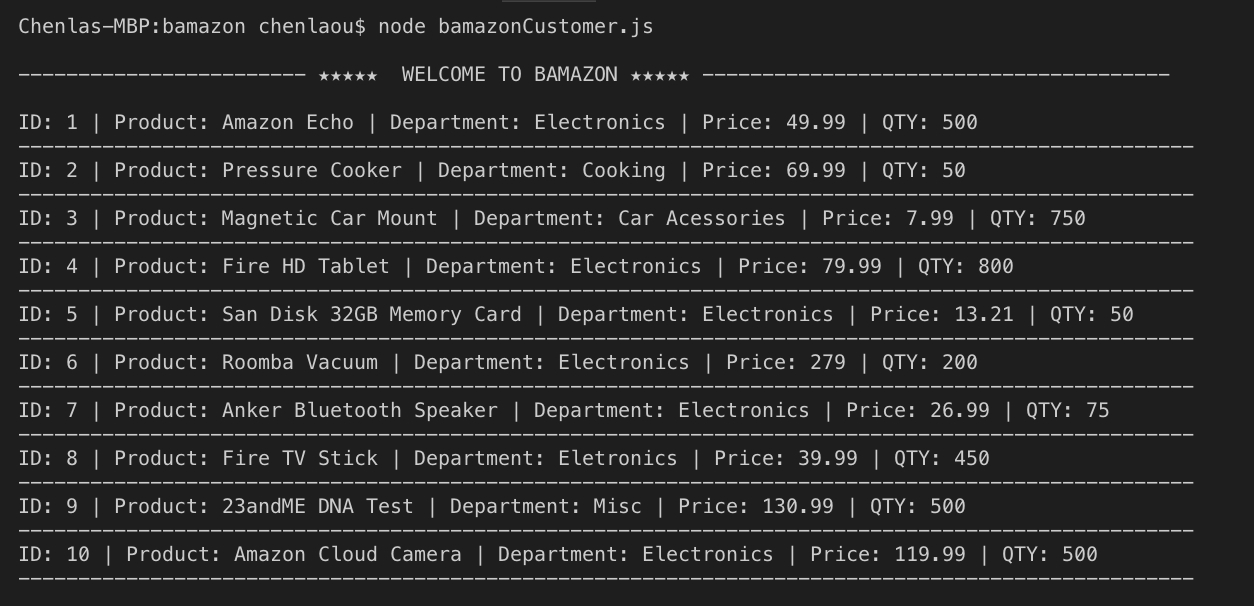 Chenlas-MBP:bamazon chenlaou$ node bamazonCustomer.js
------------------------ ★★★★★  WELCOME TO BAMAZON ★★★★★ ---------------------------------------
ID: 1 | Product: Amazon Echo | Department: Electronics | Price: 49.99 | QTY: 500
--------------------------------------------------------------------------------------------------
ID: 2 | Product: Pressure Cooker | Department: Cooking | Price: 69.99 | QTY: 50
--------------------------------------------------------------------------------------------------
ID: 3 | Product: Magnetic Car Mount | Department: Car Acessories | Price: 7.99 | QTY: 750
--------------------------------------------------------------------------------------------------
ID: 4 | Product: Fire HD Tablet | Department: Electronics | Price: 79.99 | QTY: 800
--------------------------------------------------------------------------------------------------
ID: 5 | Product: San Disk 32GB Memory Card | Department: Electronics | Price: 13.21 | QTY: 50
--------------------------------------------------------------------------------------------------
ID: 6 | Product: Roomba Vacuum | Department: Electronics | Price: 279 | QTY: 200
--------------------------------------------------------------------------------------------------
ID: 7 | Product: Anker Bluetooth Speaker | Department: Electronics | Price: 26.99 | QTY: 75
--------------------------------------------------------------------------------------------------
ID: 8 | Product: Fire TV Stick | Department: Eletronics | Price: 39.99 | QTY: 450
--------------------------------------------------------------------------------------------------
ID: 9 | Product: 23andME DNA Test | Department: Misc | Price: 130.99 | QTY: 500
--------------------------------------------------------------------------------------------------
ID: 10 | Product: Amazon Cloud Camera | Department: Electronics | Price: 119.99 | QTY: 500
--------------------------------------------------------------------------------------------------